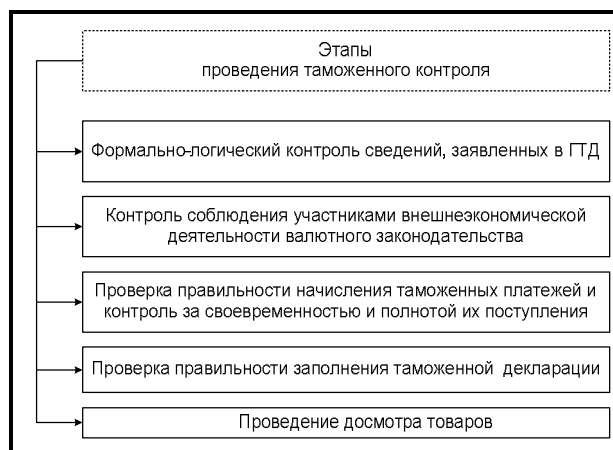 Этапы
проведения таможенного контроля
Формально-логический контроль сведений, заявленных в ГТД
Контроль соблюдения участниками внешнеэкономической
деятельности валютного законодательства
Проверка правильности начисления таможенных платежей и
контроль за своевременностью и полнотой их поступления
Проверка правильности заполнения таможенной декларации
Проведение досмотра товаров